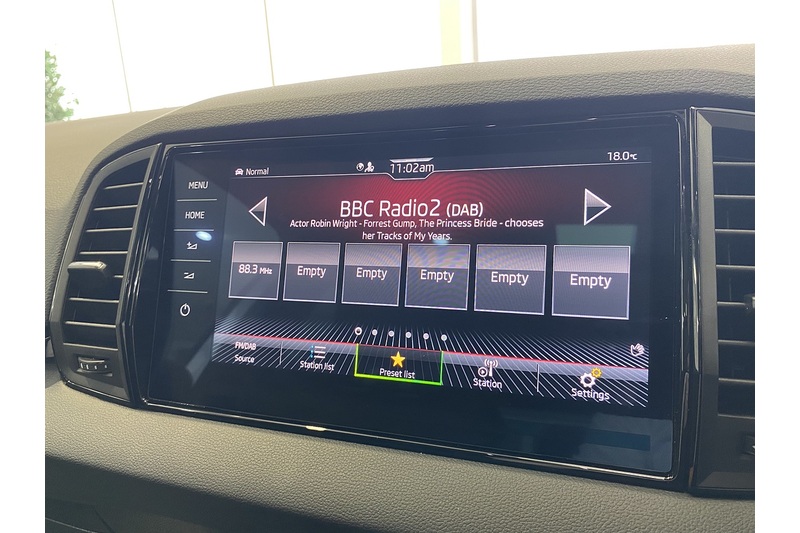 MENU
HOME
Normal
11:02am
18.0°C
BBC Radio2 (DAB)
Actor Robin Wright - Forrest Gump, The Princess Bride - chooses
her Tracks of My Years.
88.3 MHz
Empty
Empty
Empty
Empty
Empty
FM/DAB
Source
Station list
Preset list
Station
Settings